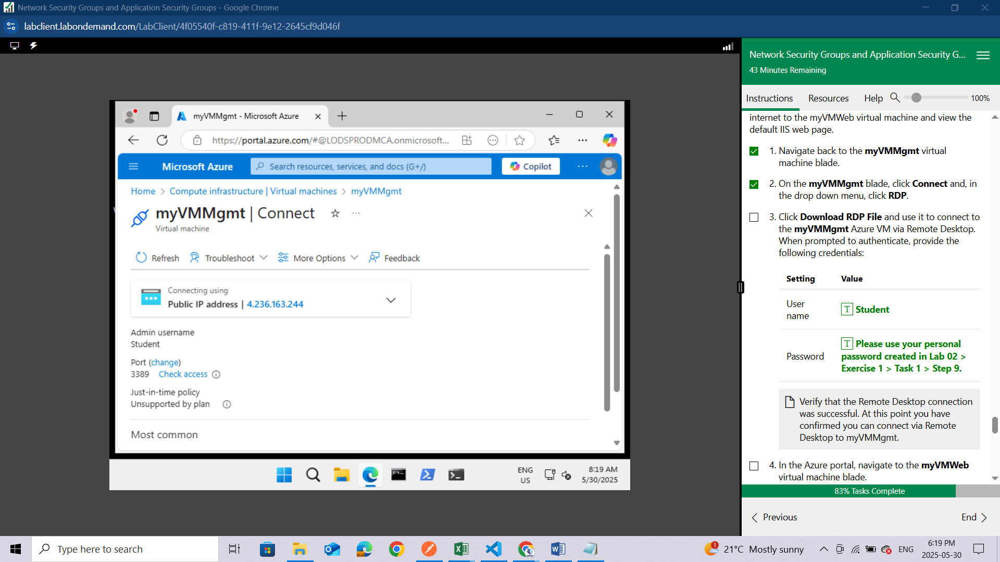 Network Security Groups and Application Security Groups - Google Chrome
labclient.labondemand.com/LabClient/4f05540f-c819-411f-9e12-2645cf9d046f
myVMMgmt - Microsoft Azure
https://portal.azure.com/#@LODSPRODMCA.onmicrosoft...
Microsoft Azure
Search resources, services, and docs (G+/)
Copilot
Home > Compute infrastructure | Virtual machines > myVMMgmt
myVMMgmt | Connect
Virtual machine
Refresh
Troubleshoot
More Options
Feedback
Connecting using
Public IP address | 4.236.163.244
Admin username
Student
Port (change)
3389 Check access
Just-in-time policy
Unsupported by plan
Most common
ENG
US
8:19 AM
5/30/2025
Network Security Groups and Application Security G...
43 Minutes Remaining
Instructions
Resources
Help
100%
internet to the myVMWeb virtual machine and view the
default IIS web page.
1. Navigate back to the myVMMgmt virtual
machine blade.
2. On the myVMMgmt blade, click Connect and, in
the drop down menu, click RDP.
3. Click Download RDP File and use it to connect to
the myVMMgmt Azure VM via Remote Desktop.
When prompted to authenticate, provide the
following credentials:
Setting Value
User
name
T Student
Password
T Please use your personal
password created in Lab 02 >
Exercise 1 > Task 1 > Step 9.
Verify that the Remote Desktop connection
was successful. At this point you have
confirmed you can connect via Remote
Desktop to myVMMgmt.
4. In the Azure portal, navigate to the myVMWeb
virtual machine blade.
83% Tasks Complete
Previous
End
Type here to search
1
21°C Mostly sunny
ENG
6:19 PM
2025-05-30